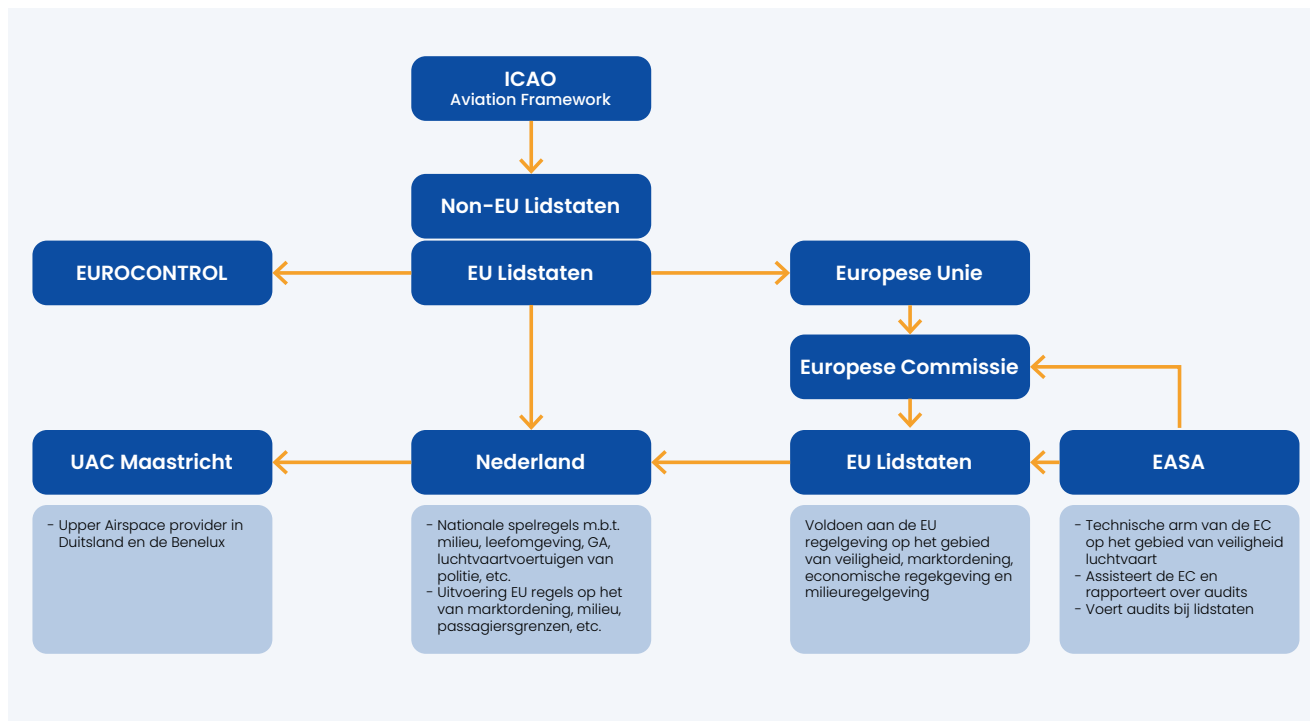 ICAO
Aviation Framework
Non-EU Lidstaten
EUROCONTROL
EU Lidstaten
Europese Unie
Europese Commissie
UAC Maastricht
Nederland
EU Lidstaten
EASA
- Upper Airspace provider in
Duitsland en de Benelux
- Nationale spelregels m.b.t.
milieu, leefomgeving, GA,
luchtvaartvoertuigen van
politie, etc.
- Uitvoering EU regels op het
van marktordening, milieu,
passagiersgrenzen, etc.
Voldoen aan de EU
regelgeving op het gebied
van veiligheid, marktordening,
economische regekgeving en
milieuregelgeving
- Technische arm van de EC
op het gebied van veiligheid
luchtvaart
- Assisteert de EC en
rapporteert over audits
- Voert audits bij lidstaten